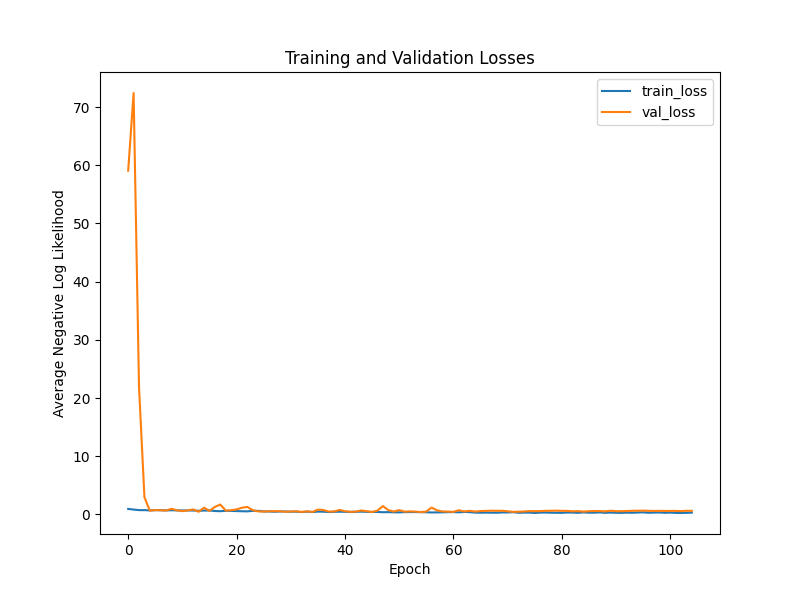 Training and Validation Losses
train_loss
val_loss
Average Negative Log Likelihood
70
60
50
40
30
20
10
0
0 20 40 60 80 100
Epoch